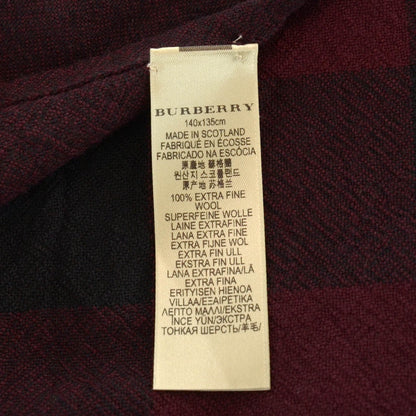 BURBERRY
140x135cm
MADE IN SCOTLAND
FABRIQUÉ EN ÉCOSSE
FABRICADO NA ESCÓCIA
原產地 蘇格蘭
원산지 스코틀랜드
原产地 苏格兰
100% EXTRA FINE
WOOL
SUPERFEINE WOLLE
LAINE EXTRAFINE
LANA EXTRA FINE
EXTRA FIJNE WOL
EXTRA FIN ULL
EKSTRA FIN ULL
LANA EXTRAFINA/LÃ
EXTRA FINA
ERITYISEN HIENOA
VILLAA/ΕΞΑΙΡΕΤΙΚΑ
ΛΕΠΤΟ ΜΑΛΛΙ/EKSTRA
İNCE YÜN/ЭКСТРА
ТОНКАЯ ШЕРСТЬ/羊毛/